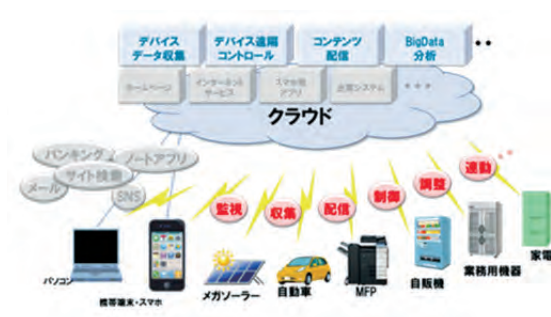 デバイス
データ収集
デバイス遠隔
コントロール
コンテンツ
配信
BigData
分析
ホームページ
インターネット
サービス
スマホ用
アプリ
企業システム
クラウド
バンキング
ノートアプリ
サイト検索
メール
SNS
監視
収集
配信
制御
調整
連動
パソコン
携帯端末・スマホ
メガソーラー
自動車
MFP
自販機
業務用機器
家電